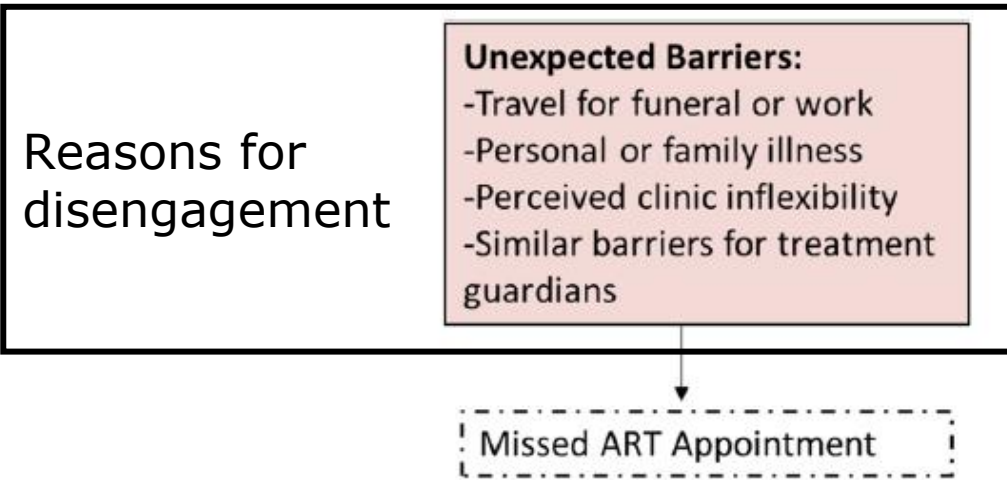 Reasons for
disengagement
Unexpected Barriers:
-Travel for funeral or work
-Personal or family illness
-Perceived clinic inflexibility
-Similar barriers for treatment
guardians
Missed ART Appointment